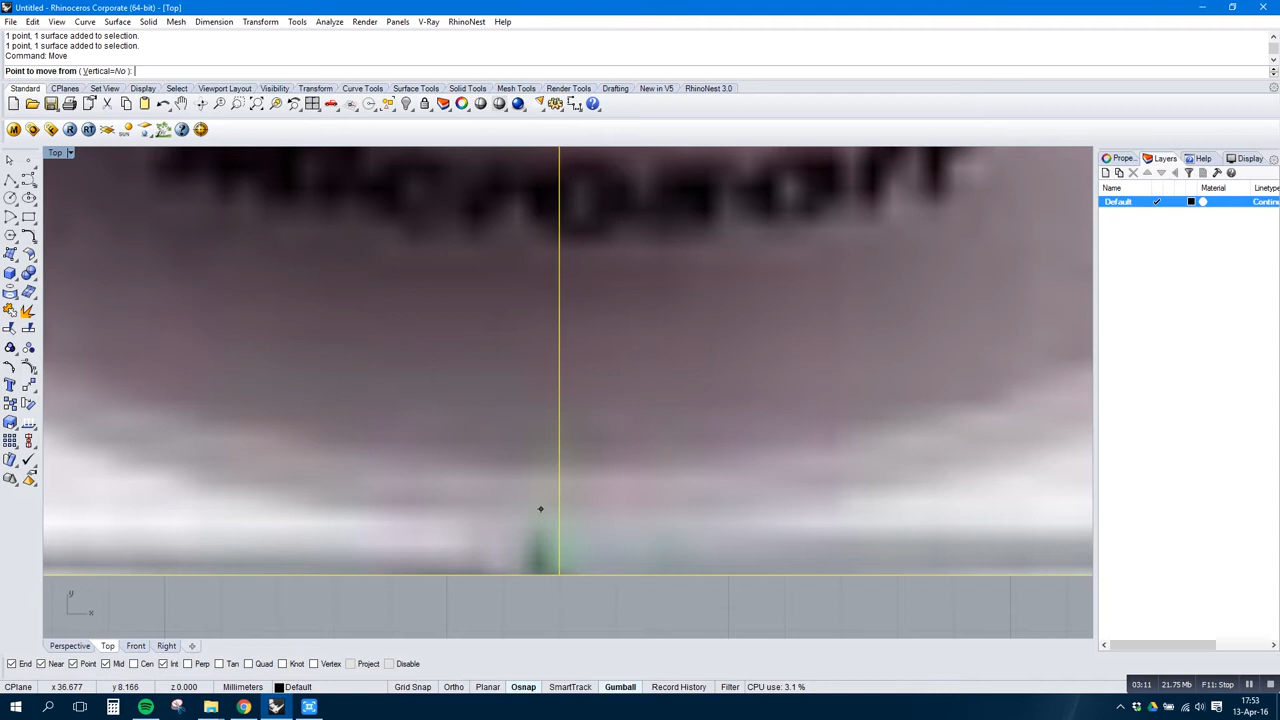 Untitled - Rhinoceros Corporate (64-bit) - [Top]
File Edit View Curve Surface Solid Mesh Dimension Transform Tools Analyze Render Panels V-Ray RhinoNest Help
1 point, 1 surface added to selection.
1 point, 1 surface added to selection.
Command: Move
Point to move from ( Vertical=No ):
Standard CPlanes Set View Display Select Viewport Layout Visibility Transform Curve Tools Surface Tools Solid Tools Mesh Tools Render Tools Drafting New in V5 RhinoNest 3.0
Top
Prope... Layers Help Display
Name Material Linetype
Default Continu
y
x
Perspective Top Front Right
End Near Point Mid Cen Int Perp Tan Quad Knot Vertex Project Disable
CPlane x 36.677 y 8.166 z 0.000 Millimeters Default Grid Snap Ortho Planar Osnap SmartTrack Gumball Record History Filter CPU use: 3.1 %
03:11 21.75 Mb F11: Stop
17:53
13-Apr-16